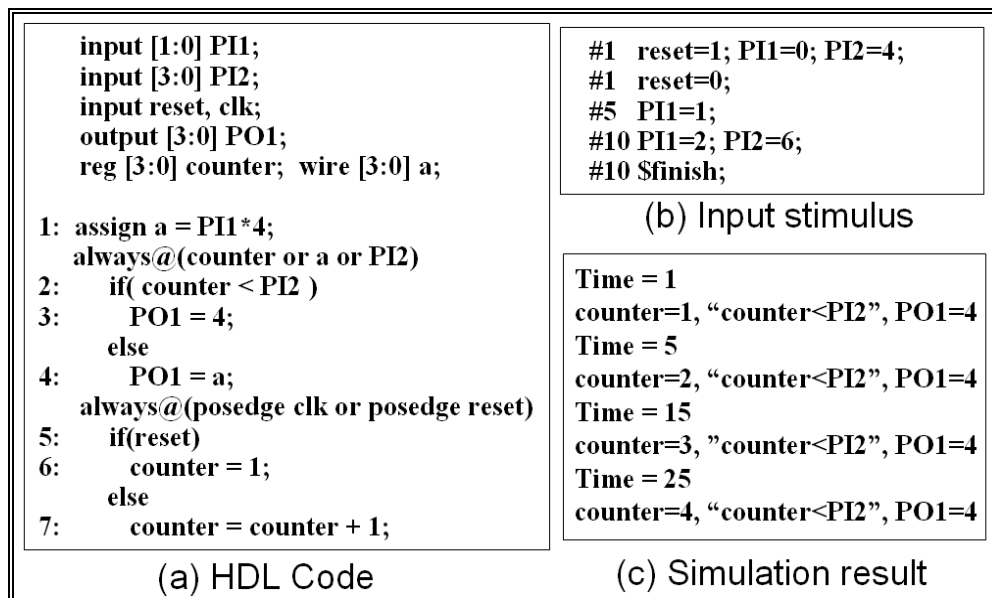 input [1:0] PI1;
input [3:0] PI2;
input reset, clk;
output [3:0] PO1;
reg [3:0] counter;  wire [3:0] a;
1: assign a = PI1*4;
always@(counter or a or PI2)
2: if( counter < PI2 )
3: PO1 = 4;
else
4: PO1 = a;
always@(posedge clk or posedge reset)
5: if(reset)
6: counter = 1;
else
7: counter = counter + 1;
(a) HDL Code
#1 reset=1; PI1=0; PI2=4;
#1 reset=0;
#5 PI1=1;
#10 PI1=2; PI2=6;
#10 $finish;
(b) Input stimulus
Time = 1
counter=1, “counter<PI2”, PO1=4
Time = 5
counter=2, “counter<PI2”, PO1=4
Time = 15
counter=3, ”counter<PI2”, PO1=4
Time = 25
counter=4, “counter<PI2”, PO1=4
(c) Simulation result